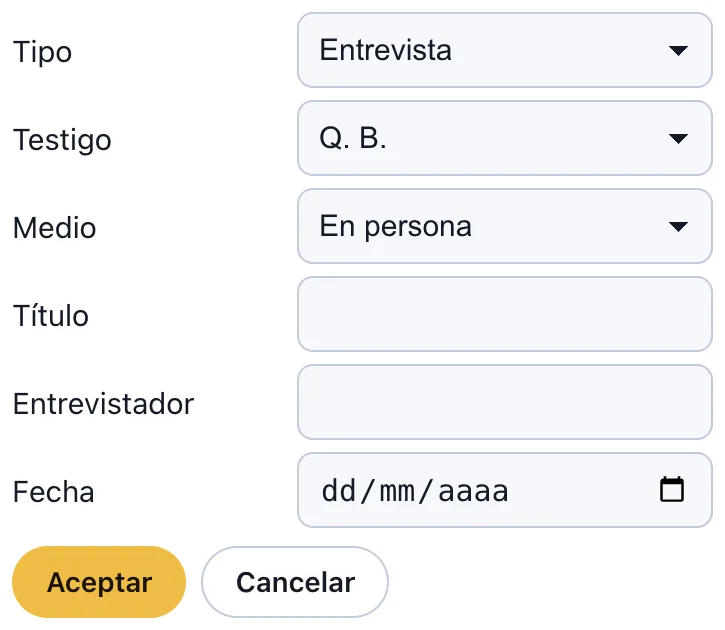 Tipo Entrevista
Testigo Q. B.
Medio En persona
Título
Entrevistador
Fecha dd/mm/aaaa
Aceptar Cancelar